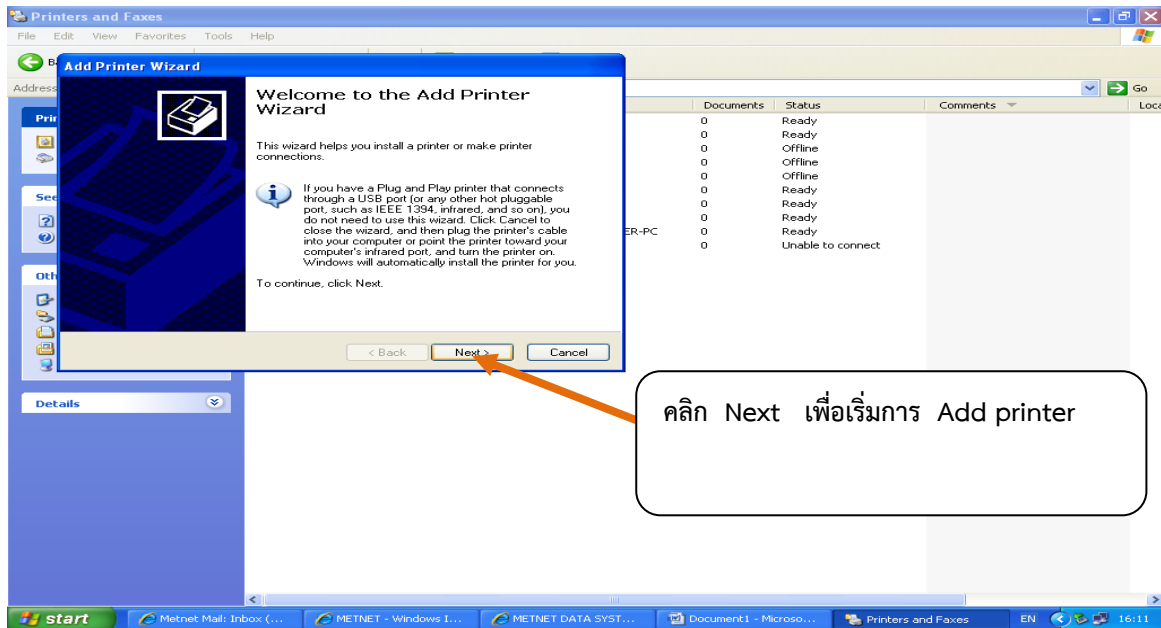 Printers and Faxes
File Edit View Favorites Tools Help
Add Printer Wizard
Address
Go
Welcome to the Add Printer
Wizard
This wizard helps you install a printer or make printer
connections.
If you have a Plug and Play printer that connects
through a USB port (or any other hot pluggable
port, such as IEEE 1394, infrared, and so on), you
do not need to use this wizard. Click Cancel to
close the wizard, and then plug the printer's cable
into your computer or point the printer toward your
computer's infrared port, and turn the printer on.
Windows will automatically install the printer for you.
To continue, click Next.
< Back Next > Cancel
Documents Status Comments Loca
0 Ready
0 Ready
0 Offline
0 Offline
0 Offline
0 Ready
0 Ready
0 Ready
ER-PC 0 Ready
0 Unable to connect
Prin
See
Oth
Details
คลิก Next เพื่อเริ่มการ Add printer
start Metnet Mail: Inbox (... METNET - Windows I... METNET DATA SYST... Document1 - Microso... Printers and Faxes EN 16:11